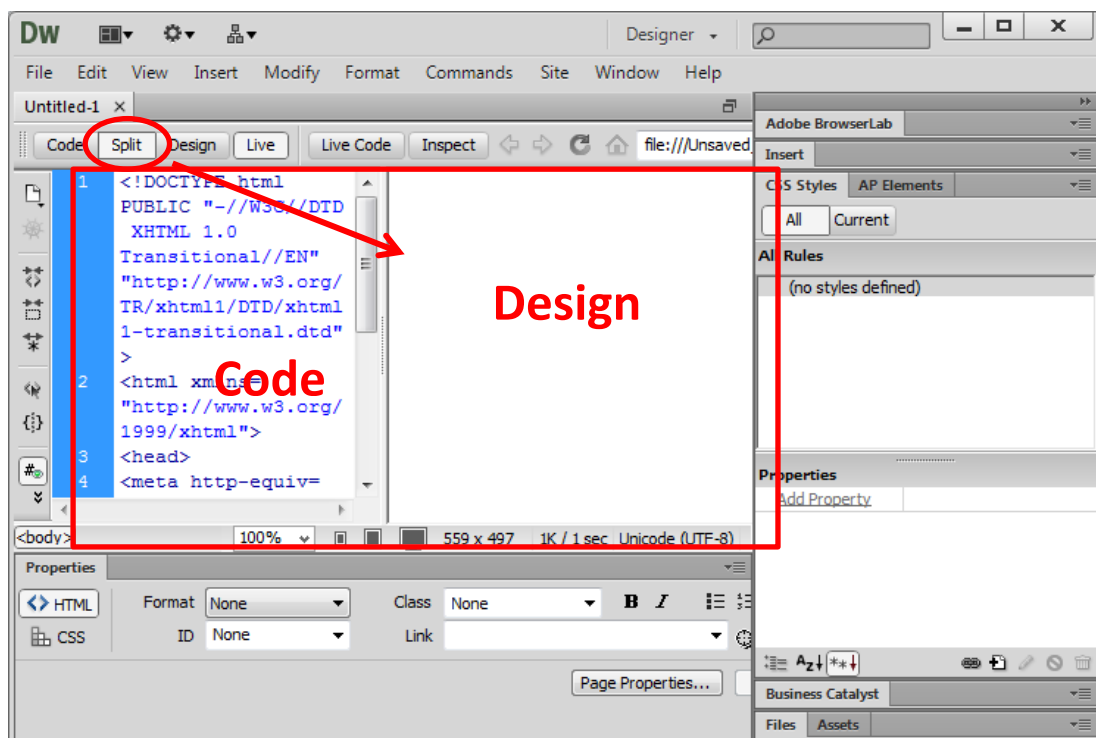 Dw Designer
File Edit View Insert Modify Format Commands Site Window Help
Untitled-1
Code Split Design Live Live Code Inspect file:///Unsaved
1 <!DOCTYPE html
PUBLIC "-//W3C//DTD
XHTML 1.0
Transitional//EN"
"http://www.w3.org/
TR/xhtml1/DTD/xhtml
1-transitional.dtd"
>
2 <html xmlns=
"http://www.w3.org/
1999/xhtml">
3 <head>
4 <meta http-equiv=
Code
Design
<body> 100% 559 x 497 1K / 1 sec Unicode (UTF-8)
Adobe BrowserLab
Insert
CSS Styles AP Elements
All Current
All Rules
(no styles defined)
Properties
Add Property
Properties
<> HTML Format None Class None B I
CSS ID None Link
Page Properties...
Business Catalyst
Files Assets